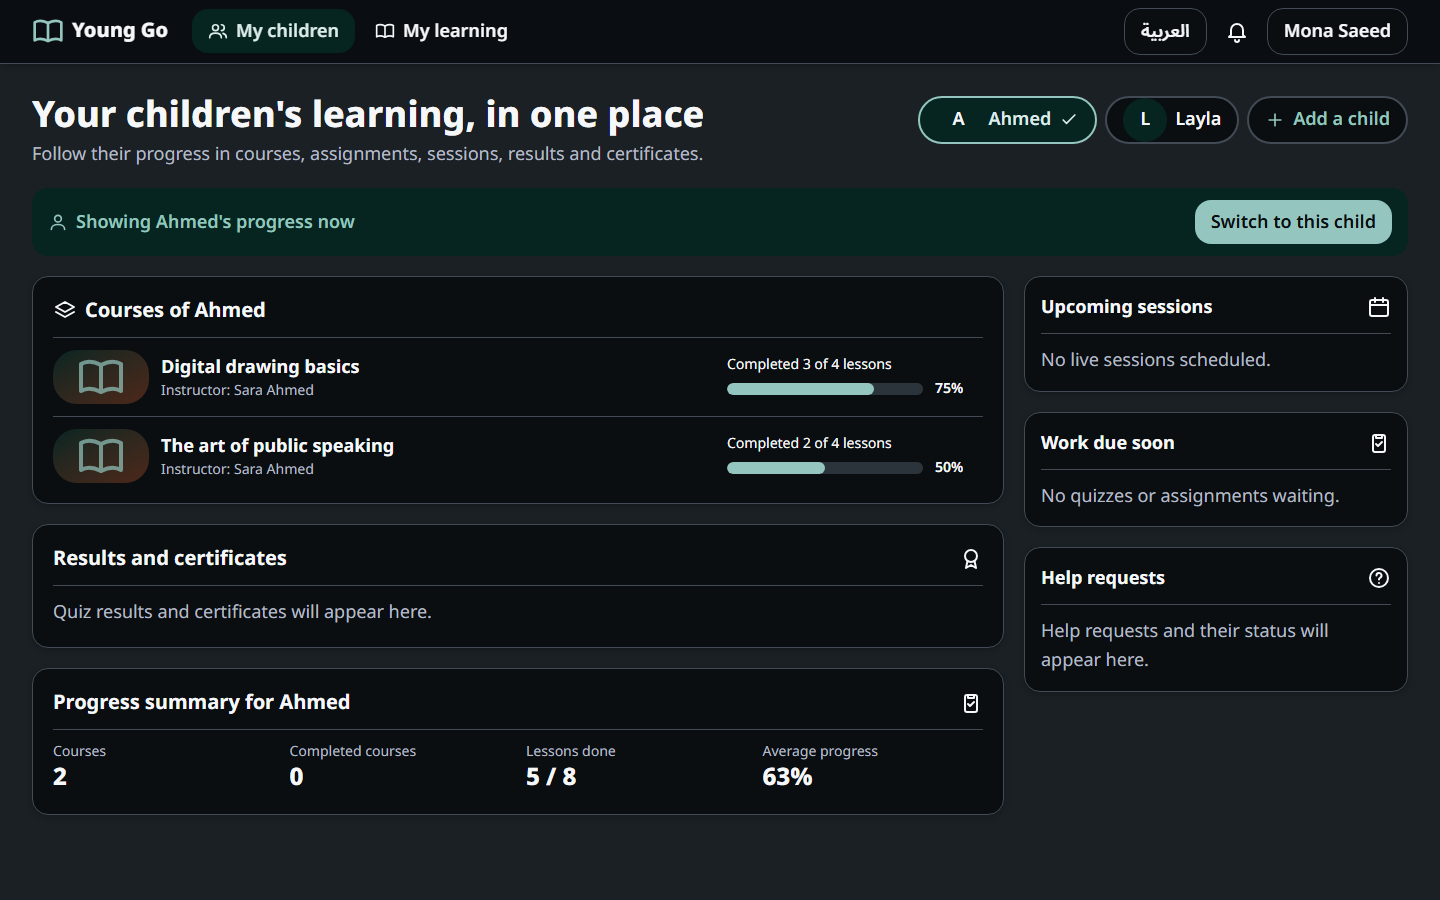 Young Go
My children
My learning
العربية
Mona Saeed
Your children's learning, in one place
Follow their progress in courses, assignments, sessions, results and certificates.
A Ahmed
L Layla
Add a child
Showing Ahmed's progress now
Switch to this child
Courses of Ahmed
Digital drawing basics
Instructor: Sara Ahmed
Completed 3 of 4 lessons
75%
The art of public speaking
Instructor: Sara Ahmed
Completed 2 of 4 lessons
50%
Results and certificates
Quiz results and certificates will appear here.
Progress summary for Ahmed
Courses
2
Completed courses
0
Lessons done
5 / 8
Average progress
63%
Upcoming sessions
No live sessions scheduled.
Work due soon
No quizzes or assignments waiting.
Help requests
Help requests and their status will
appear here.